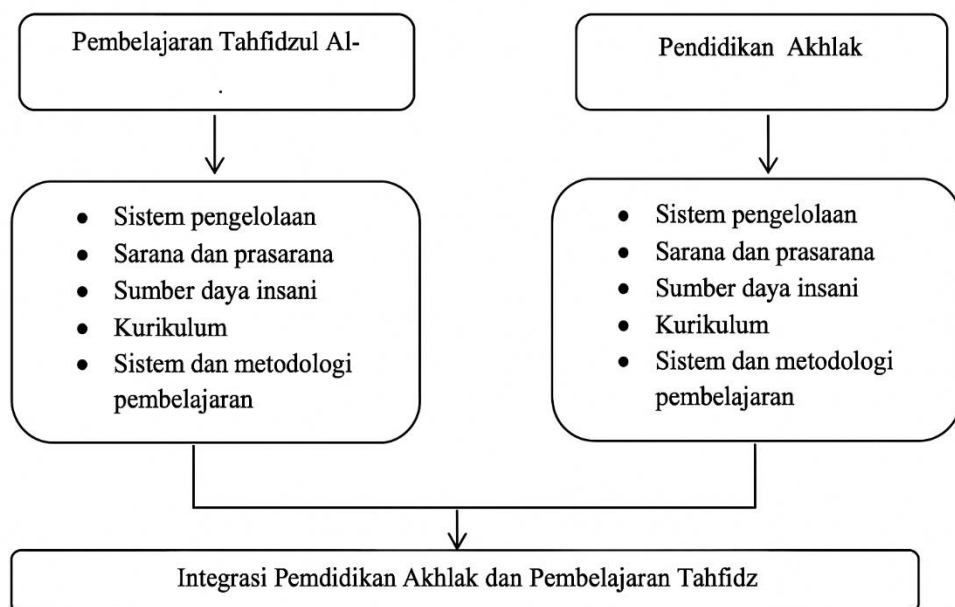 Pembelajaran Tahfidzul Al-
.
Pendidikan Akhlak
● Sistem pengelolaan
● Sarana dan prasarana
● Sumber daya insani
● Kurikulum
● Sistem dan metodologi
pembelajaran
● Sistem pengelolaan
● Sarana dan prasarana
● Sumber daya insani
● Kurikulum
● Sistem dan metodologi
pembelajaran
Integrasi Pemdidikan Akhlak dan Pembelajaran Tahfidz